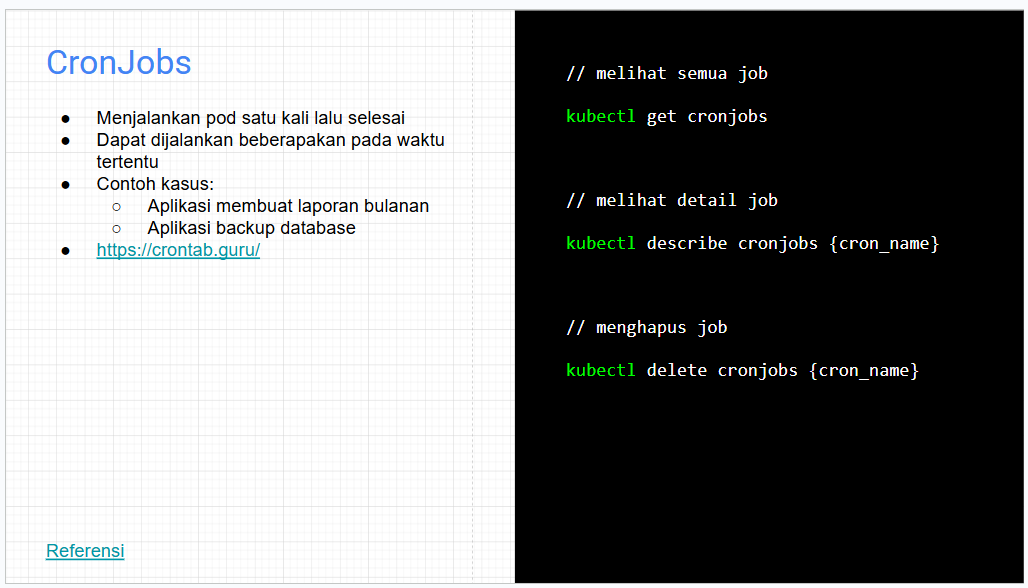 CronJobs
● Menjalankan pod satu kali lalu selesai
● Dapat dijalankan beberapakan pada waktu
tertentu
● Contoh kasus:
○ Aplikasi membuat laporan bulanan
○ Aplikasi backup database
● https://crontab.guru/
Referensi
// melihat semua job
kubectl get cronjobs
// melihat detail job
kubectl describe cronjobs {cron_name}
// menghapus job
kubectl delete cronjobs {cron_name}